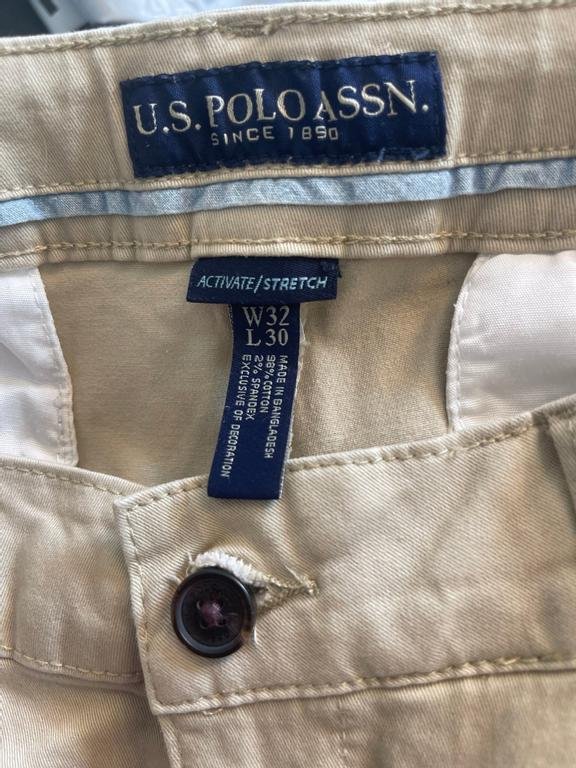 U.S. POLO ASSN.
SINCE 1890
ACTIVATE/STRETCH
W32
L30
MADE IN BANGLADESH
98% COTTON
2% SPANDEX
EXCLUSIVE OF DECORATION